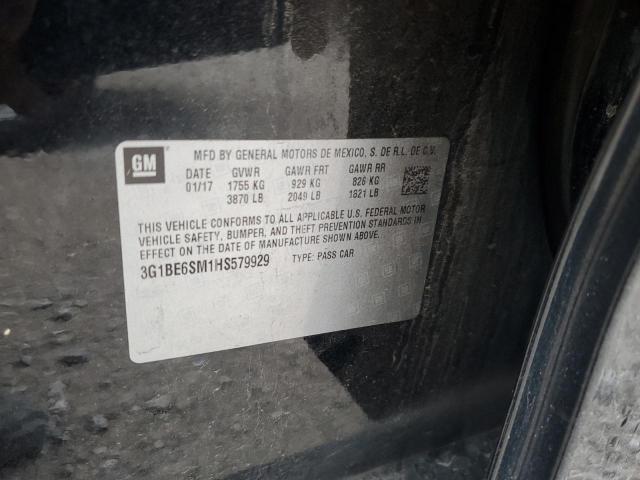 GM
MFD BY GENERAL MOTORS DE MEXICO, S. DE R.L. DE C.V.
DATE GVWR GAWR FRT GAWR RR
01/17 1755 KG 929 KG 826 KG
3870 LB 2049 LB 1821 LB
THIS VEHICLE CONFORMS TO ALL APPLICABLE U.S. FEDERAL MOTOR
VEHICLE SAFETY, BUMPER, AND THEFT PREVENTION STANDARDS IN
EFFECT ON THE DATE OF MANUFACTURE SHOWN ABOVE.
3G1BE6SM1HS579929 TYPE: PASS CAR